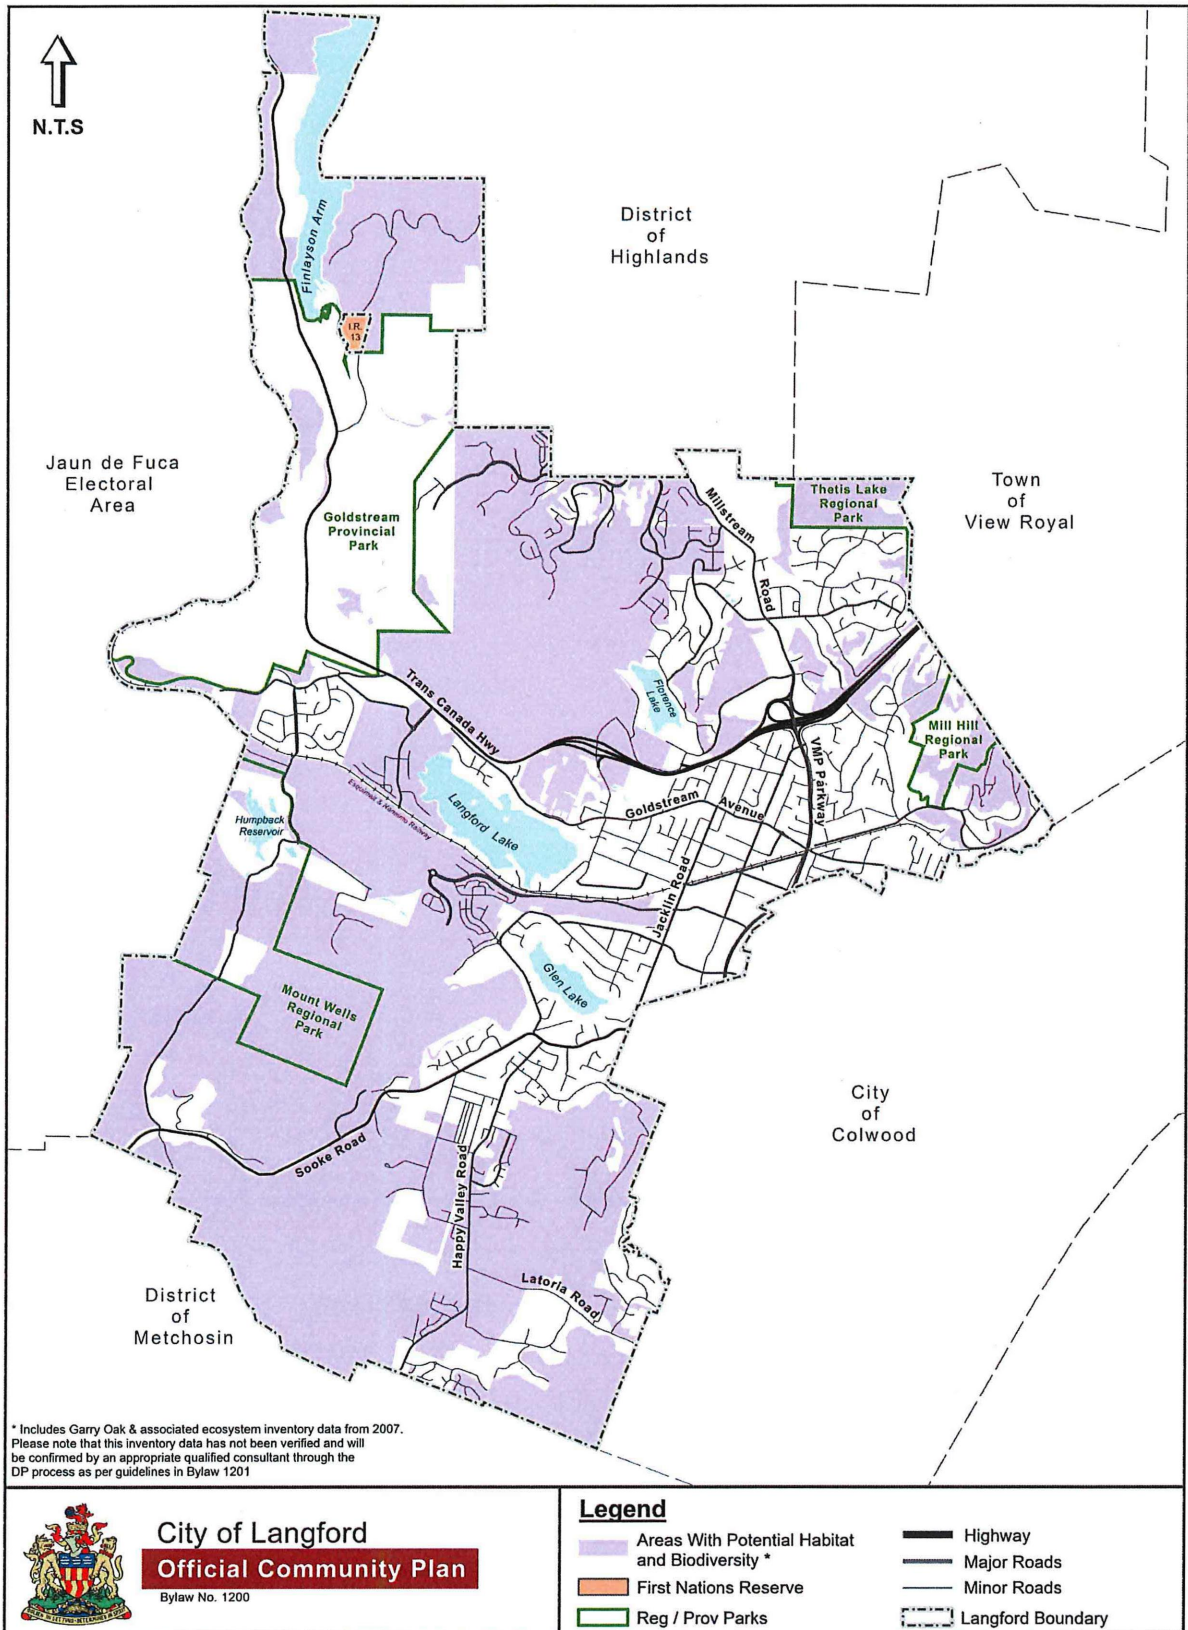 N.T.S
Finlayson Arm
District
of
Highlands
I.R.
13
Jaun de Fuca
Electoral
Area
Goldstream
Provincial
Park
Millstream
Road
Thetis Lake
Regional
Park
Town
of
View Royal
Trans Canada Hwy
Florence
Lake
Mill Hill
Regional
Park
VMP Parkway
Goldstream Avenue
Esquimalt & Nanaimo Railway
Langford Lake
Humpback
Reservoir
Jacklin Road
Glen Lake
Mount Wells
Regional
Park
City
of
Colwood
Sooke Road
Happy Valley Road
Latoria Road
District
of
Metchosin
* Includes Garry Oak & associated ecosystem inventory data from 2007.
Please note that this inventory data has not been verified and will
be confirmed by an appropriate qualified consultant through the
DP process as per guidelines in Bylaw 1201
City of Langford
Official Community Plan
Bylaw No. 1200
Legend
Areas With Potential Habitat
and Biodiversity *
First Nations Reserve
Reg / Prov Parks
Highway
Major Roads
Minor Roads
Langford Boundary